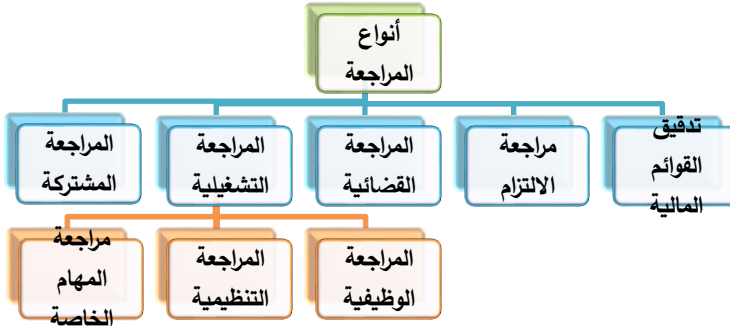 أنواع
المراجعة
تدقيق
القوائم
المالية
مراجعة
الالتزام
المراجعة
القضائية
المراجعة
التشغيلية
المراجعة
المشتركة
المراجعة
الوظيفية
المراجعة
التنظيمية
مراجعة
المهام
الخاصة